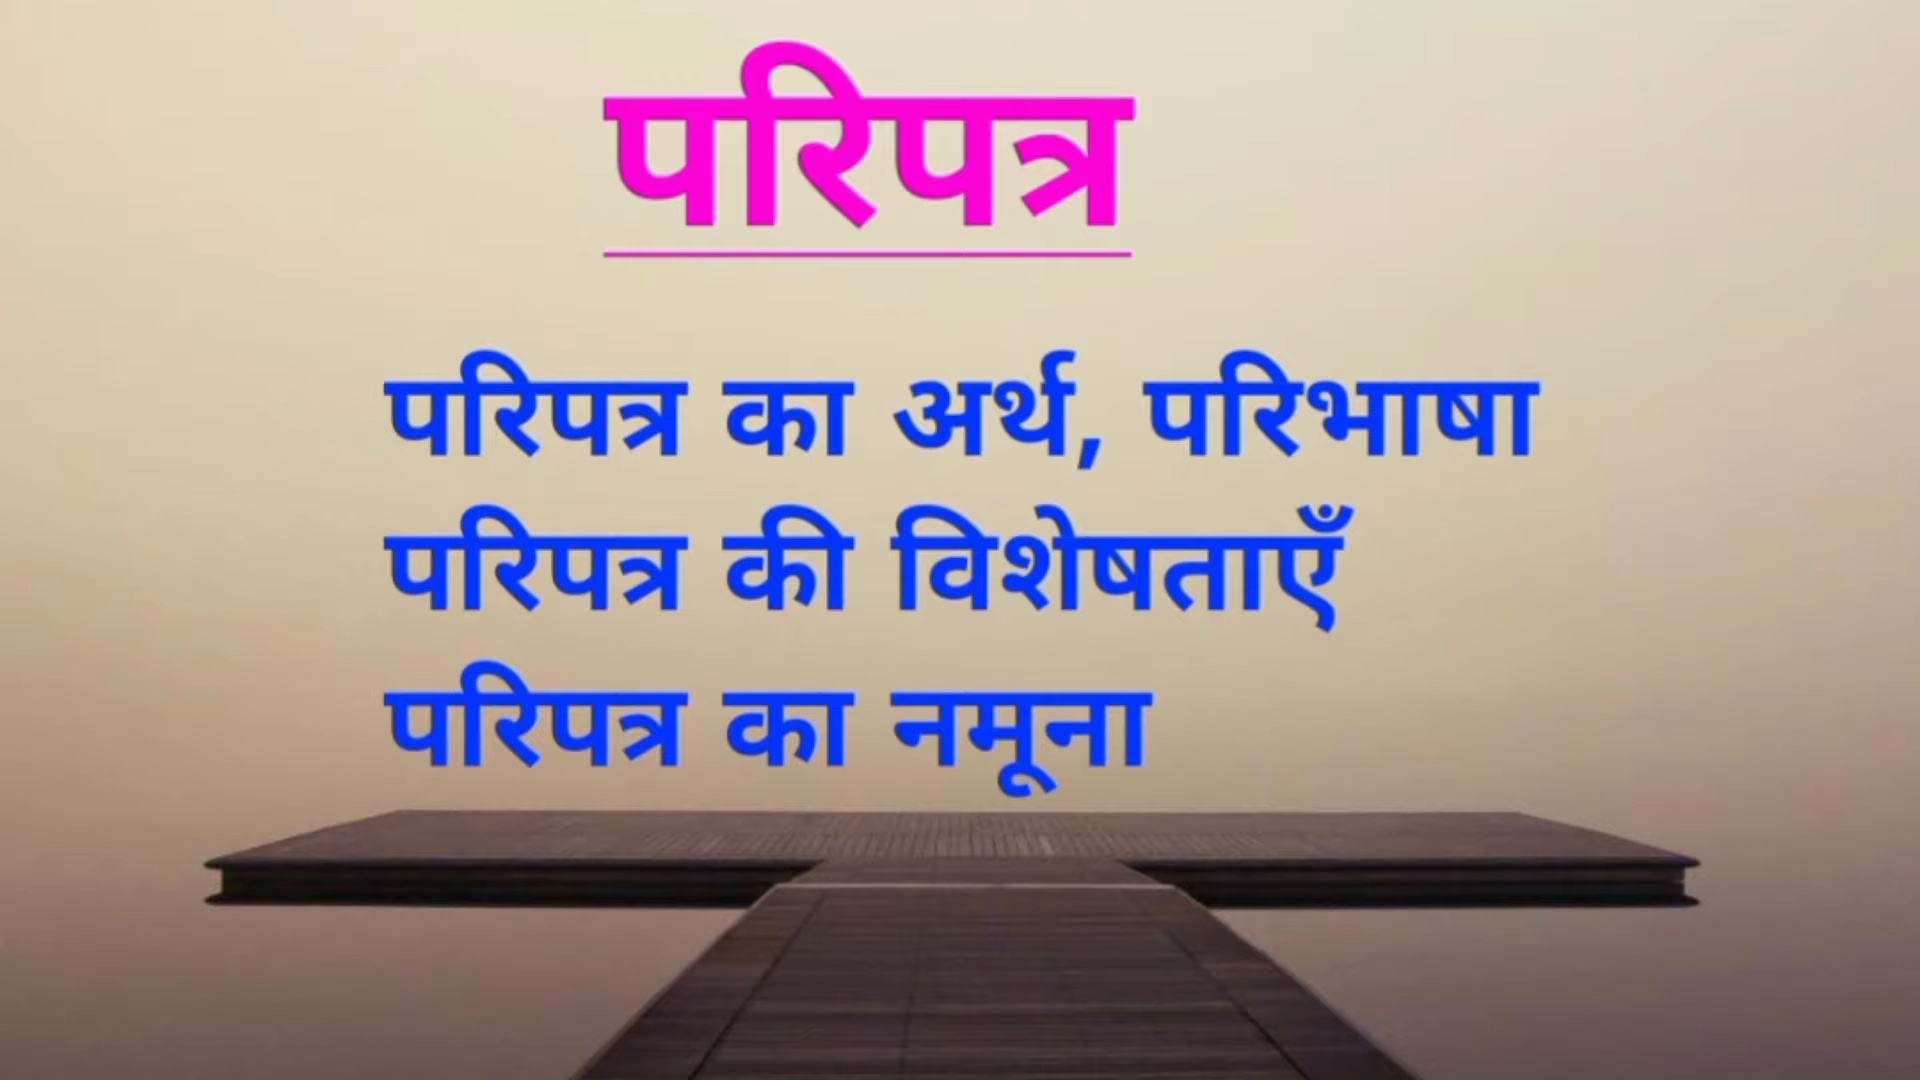 परिपत्र
परिपत्र का अर्थ, परिभाषा
परिपत्र की विशेषताएँ
परिपत्र का नमूना